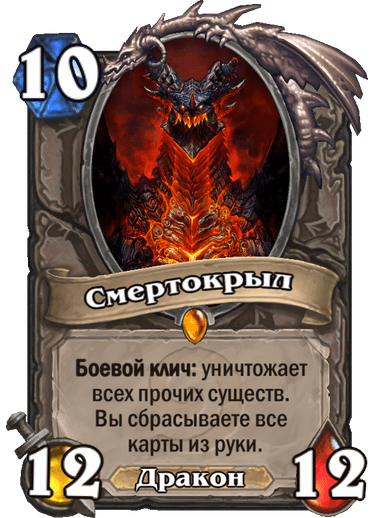 10
Смертокрыл
Боевой клич: уничтожает
всех прочих существ.
Вы сбрасываете все
карты из руки.
12
Дракон
12